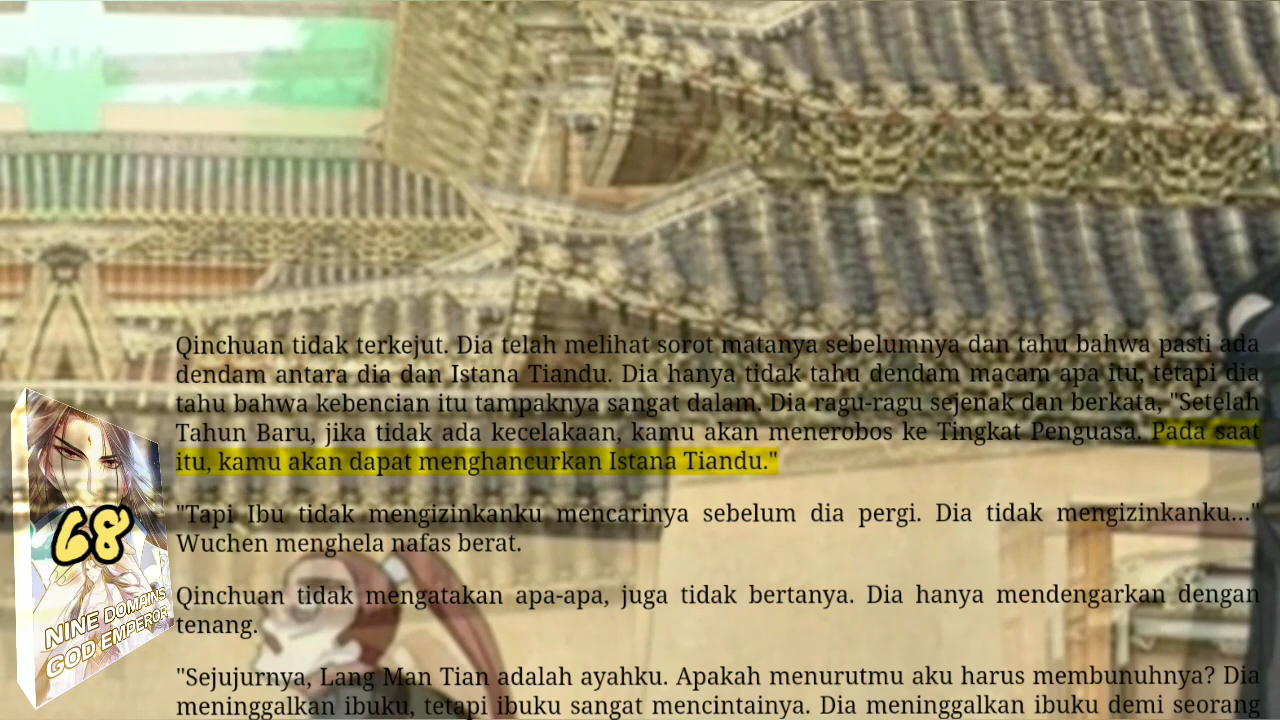 Qinchuan tidak terkejut. Dia telah melihat sorot matanya sebelumnya dan tahu bahwa pasti ada
dendam antara dia dan Istana Tiandu. Dia hanya tidak tahu dendam macam apa itu, tetapi dia
tahu bahwa kebencian itu tampaknya sangat dalam. Dia ragu-ragu sejenak dan berkata, "Setelah
Tahun Baru, jika tidak ada kecelakaan, kamu akan menerobos ke Tingkat Penguasa. Pada saat
itu, kamu akan dapat menghancurkan Istana Tiandu."
"Tapi Ibu tidak mengizinkanku mencarinya sebelum dia pergi. Dia tidak mengizinkanku..."
Wuchen menghela nafas berat.
Qinchuan tidak mengatakan apa-apa, juga tidak bertanya. Dia hanya mendengarkan dengan
tenang.
"Sejujurnya, Lang Man Tian adalah ayahku. Apakah menurutmu aku harus membunuhnya? Dia
meninggalkan ibuku, tetapi ibuku sangat mencintainya. Dia meninggalkan ibuku demi seorang
68
NINE DOMAINS
GOD EMPEROR